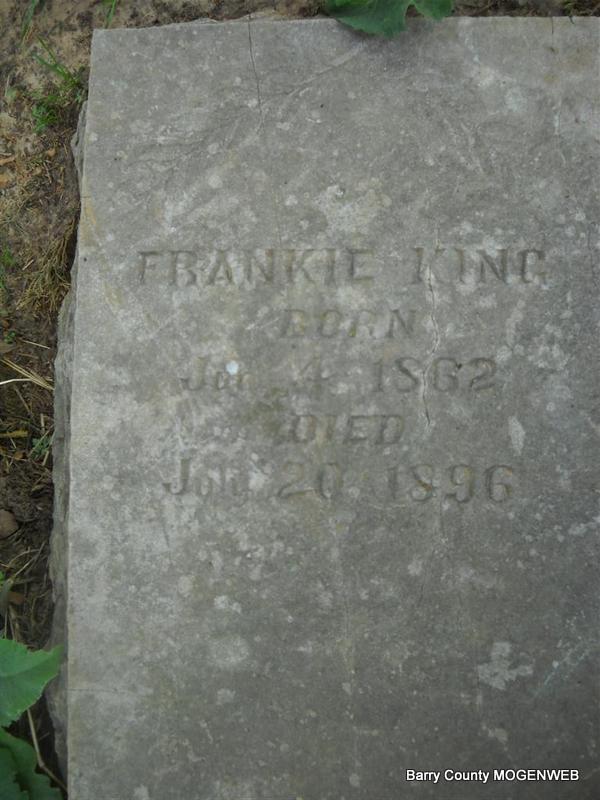 FRANKIE KING
BORN
4 1862
DIED
20 1896
Barry County MOGENWEB